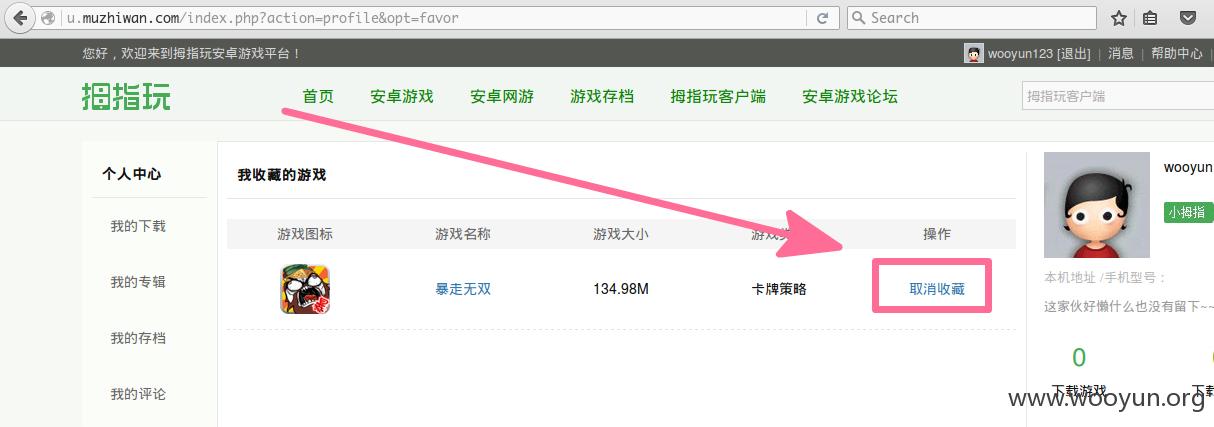 u.muzhiwan.com/index.php?action=profile&opt=favor
Search
您好，欢迎来到拇指玩安卓游戏平台！
wooyun123 [退出] | 消息 | 帮助中心 |
拇指玩
首页 安卓游戏 安卓网游 游戏存档 拇指玩客户端 安卓游戏论坛
拇指玩客户端
个人中心
我的下载
我的专辑
我的存档
我的评论
我收藏的游戏
游戏图标 游戏名称 游戏大小 游戏类 操作
暴走无双 134.98M 卡牌策略 取消收藏
wooyun
小拇指
本机地址 /手机型号：
这家伙好懒什么也没有留下~~
0
下载游戏
下载
www.wooyun.org